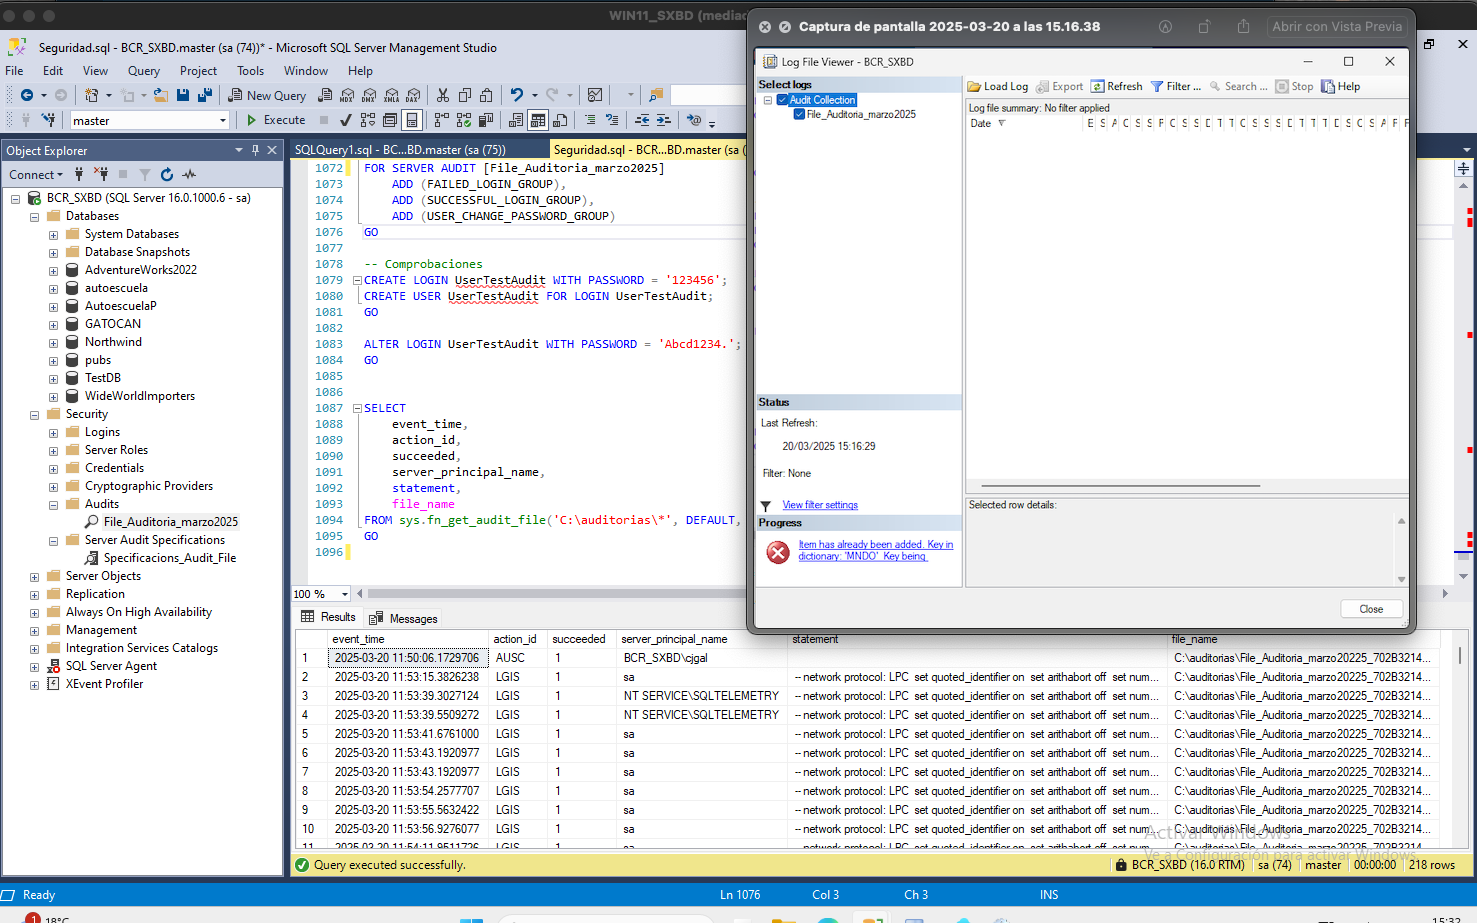 WIN11_SXBD (mediac
Seguridad.sql - BCR_SXBD.master (sa (74))* - Microsoft SQL Server Management Studio
File Edit View Query Project Tools Window Help
New Query
master
Execute
Object Explorer
Connect
BCR_SXBD (SQL Server 16.0.1000.6 - sa)
Databases
System Databases
Database Snapshots
AdventureWorks2022
autoescuela
AutoescuelaP
GATOCAN
Northwind
pubs
TestDB
WideWorldImporters
Security
Logins
Server Roles
Credentials
Cryptographic Providers
Audits
File_Auditoria_marzo2025
Server Audit Specifications
Specificacions_Audit_File
Server Objects
Replication
Always On High Availability
Management
Integration Services Catalogs
SQL Server Agent
XEvent Profiler
SQLQuery1.sql - BC...BD.master (sa (75))
Seguridad.sql - BCR...BD.master (sa (
1072 FOR SERVER AUDIT [File_Auditoria_marzo2025]
1073 ADD (FAILED_LOGIN_GROUP),
1074 ADD (SUCCESSFUL_LOGIN_GROUP),
1075 ADD (USER_CHANGE_PASSWORD_GROUP)
1076 GO
1077
1078 -- Comprobaciones
1079 CREATE LOGIN UserTestAudit WITH PASSWORD = '123456';
1080 CREATE USER UserTestAudit FOR LOGIN UserTestAudit;
1081 GO
1082
1083 ALTER LOGIN UserTestAudit WITH PASSWORD = 'Abcd1234.';
1084 GO
1085
1086
1087 SELECT
1088 event_time,
1089 action_id,
1090 succeeded,
1091 server_principal_name,
1092 statement,
1093 file_name
1094 FROM sys.fn_get_audit_file('C:\auditorias\*', DEFAULT,
1095 GO
1096
100 %
Captura de pantalla 2025-03-20 a las 15.16.38
Abrir con Vista Previa
Log File Viewer - BCR_SXBD
Select logs
Audit Collection
File_Auditoria_marzo2025
Load Log Export Refresh Filter ... Search ... Stop Help
Log file summary: No filter applied
Date E S A C S S F C S S D T T C S S S D T T T D S C S A F F
Status
Last Refresh:
20/03/2025 15:16:29
Filter: None
View filter settings
Progress
Item has already been added. Key in
dictionary: 'MNDO' Key being
Selected row details:
Close
Results Messages
event_time action_id succeeded server_principal_name statement file_name
1 2025-03-20 11:50:06.1729706 AUSC 1 BCR_SXBD\cjgal C:\auditorias\File_Auditoria_marzo20225_702B3214...
2 2025-03-20 11:53:15.3826238 LGIS 1 sa -- network protocol: LPC set quoted_identifier on set arithabort off set num... C:\auditorias\File_Auditoria_marzo20225_702B3214...
3 2025-03-20 11:53:39.3027124 LGIS 1 NT SERVICE\SQLTELEMETRY -- network protocol: LPC set quoted_identifier on set arithabort off set num... C:\auditorias\File_Auditoria_marzo20225_702B3214...
4 2025-03-20 11:53:39.5509272 LGIS 1 NT SERVICE\SQLTELEMETRY -- network protocol: LPC set quoted_identifier on set arithabort off set num... C:\auditorias\File_Auditoria_marzo20225_702B3214...
5 2025-03-20 11:53:41.6761000 LGIS 1 sa -- network protocol: LPC set quoted_identifier on set arithabort off set num... C:\auditorias\File_Auditoria_marzo20225_702B3214...
6 2025-03-20 11:53:43.1920977 LGIS 1 sa -- network protocol: LPC set quoted_identifier on set arithabort off set num... C:\auditorias\File_Auditoria_marzo20225_702B3214...
7 2025-03-20 11:53:43.1920977 LGIS 1 sa -- network protocol: LPC set quoted_identifier on set arithabort off set num... C:\auditorias\File_Auditoria_marzo20225_702B3214...
8 2025-03-20 11:53:54.2577707 LGIS 1 sa -- network protocol: LPC set quoted_identifier on set arithabort off set num... C:\auditorias\File_Auditoria_marzo20225_702B3214...
9 2025-03-20 11:53:55.5632422 LGIS 1 sa -- network protocol: LPC set quoted_identifier on set arithabort off set num... C:\auditorias\File_Auditoria_marzo20225_702B3214...
10 2025-03-20 11:53:56.9276077 LGIS 1 sa -- network protocol: LPC set quoted_identifier on set arithabort off set num... C:\auditorias\File_Auditoria_marzo20225_702B3214...
11 2025-03-20 11:54:11.9511726 LGIS 1 sa
Activar Windows
Ve a Configuración para activar Windows.
Query executed successfully.
BCR_SXBD (16.0 RTM) sa (74) master 00:00:00 218 rows
Ready Ln 1076 Col 3 Ch 3 INS
1 18°C
15:32